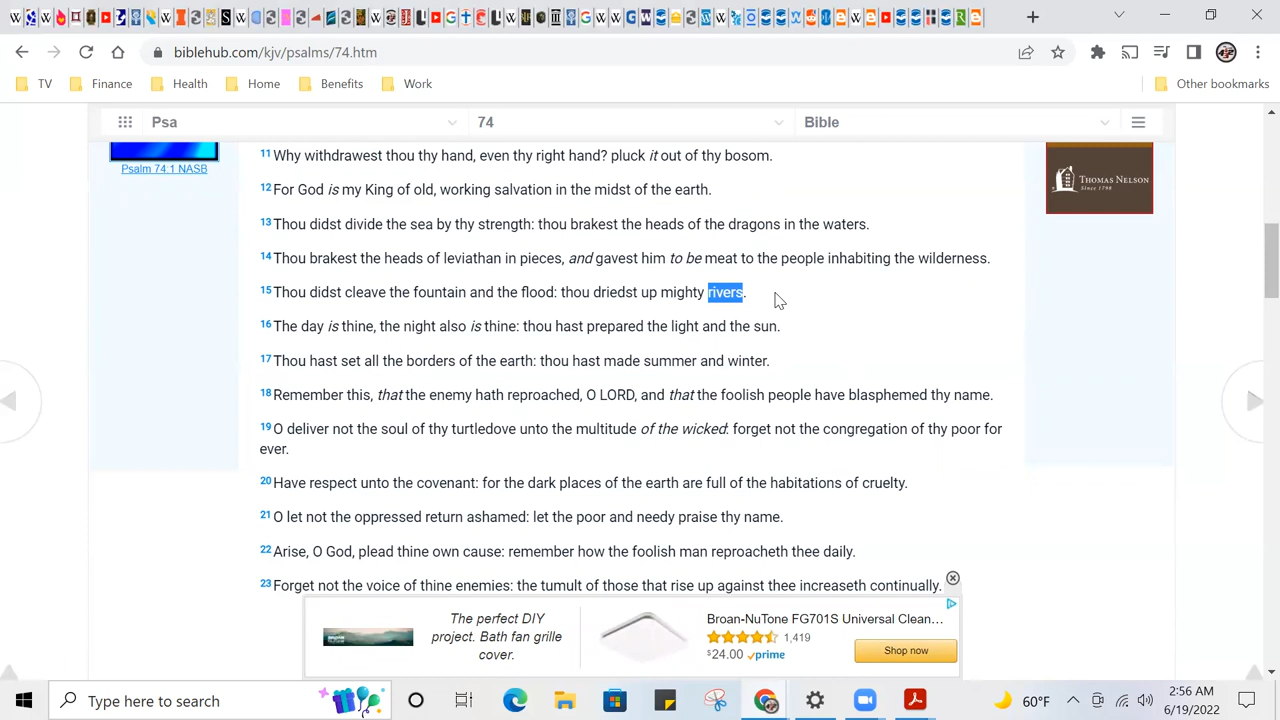 biblehub.com/kjv/psalms/74.htm
TV Finance Health Home Benefits Work Other bookmarks
Psa 74 Bible
Psalm 74:1 NASB
THOMAS NELSON
Since 1798
11 Why withdrawest thou thy hand, even thy right hand? pluck it out of thy bosom.
12 For God is my King of old, working salvation in the midst of the earth.
13 Thou didst divide the sea by thy strength: thou brakest the heads of the dragons in the waters.
14 Thou brakest the heads of leviathan in pieces, and gavest him to be meat to the people inhabiting the wilderness.
15 Thou didst cleave the fountain and the flood: thou driedst up mighty rivers.
16 The day is thine, the night also is thine: thou hast prepared the light and the sun.
17 Thou hast set all the borders of the earth: thou hast made summer and winter.
18 Remember this, that the enemy hath reproached, O LORD, and that the foolish people have blasphemed thy name.
19 O deliver not the soul of thy turtledove unto the multitude of the wicked: forget not the congregation of thy poor for
ever.
20 Have respect unto the covenant: for the dark places of the earth are full of the habitations of cruelty.
21 O let not the oppressed return ashamed: let the poor and needy praise thy name.
22 Arise, O God, plead thine own cause: remember how the foolish man reproacheth thee daily.
23 Forget not the voice of thine enemies: the tumult of those that rise up against thee increaseth continually.
The perfect DIY
project. Bath fan grille
cover.
Broan-NuTone FG701S Universal Clean...
1,419
$24.00 prime
Shop now
Type here to search
60°F
2:56 AM
6/19/2022